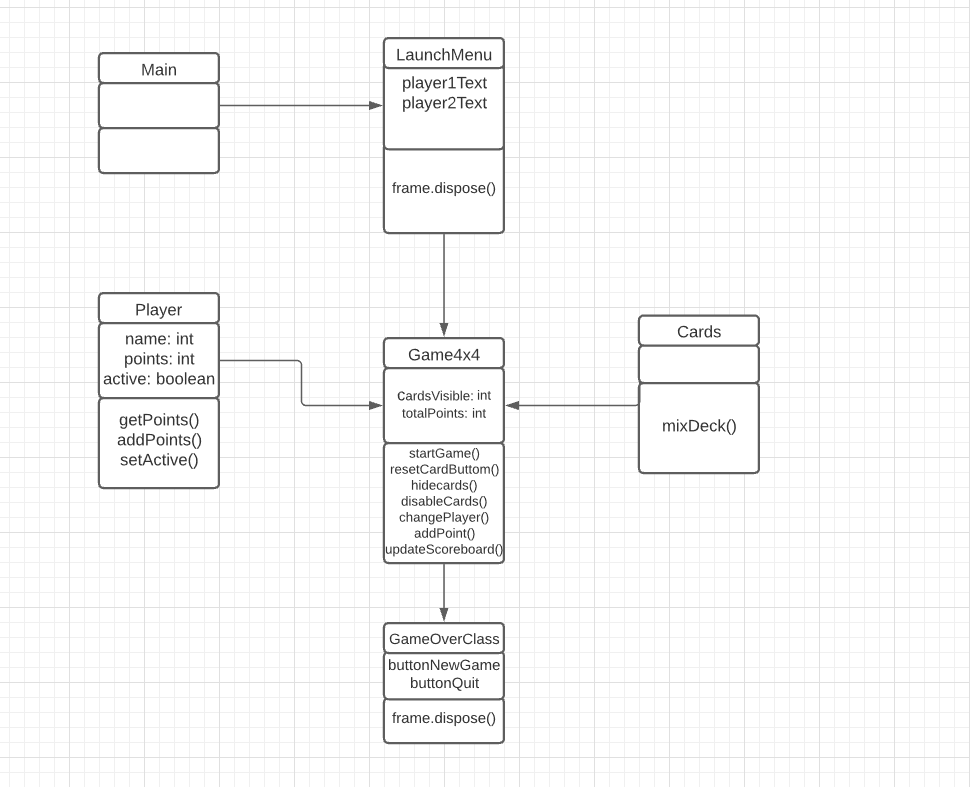 Main
LaunchMenu
player1Text
player2Text
frame.dispose()
Player
name: int
points: int
active: boolean
getPoints()
addPoints()
setActive()
Game4x4
CardsVisible: int
totalPoints: int
startGame()
resetCardButtom()
hidecards()
disableCards()
changePlayer()
addPoint()
updateScoreboard()
Cards
mixDeck()
GameOverClass
buttonNewGame
buttonQuit
frame.dispose()